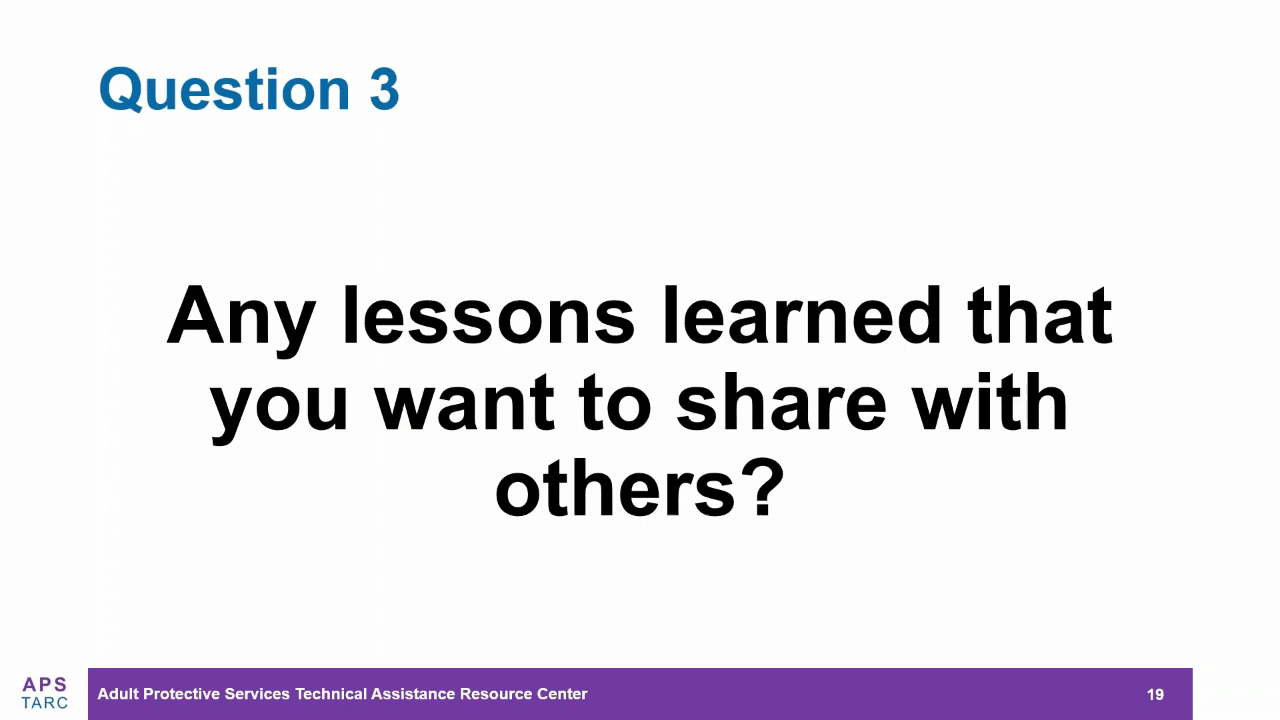 Question 3
Any lessons learned that
you want to share with
others?
APS
TARC
Adult Protective Services Technical Assistance Resource Center
19